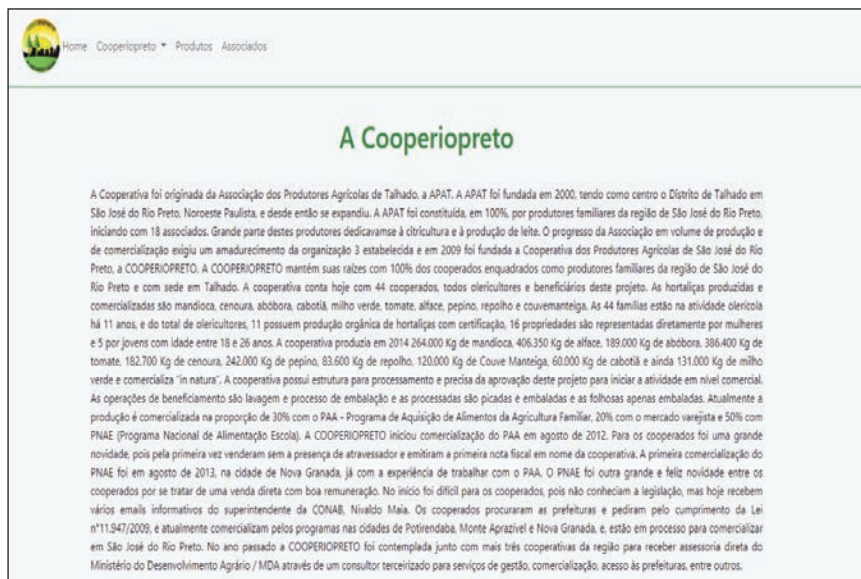 Home Cooperiopreto Produtos Associados
A Cooperiopreto
A Cooperativa foi originada da Associação dos Produtores Agrícolas de Talhado, a APAT. A APAT foi fundada em 2000, tendo como centro o Distrito de Talhado em
São José do Rio Preto, Noroeste Paulista, e desde então se expandiu. A APAT foi constituída, em 100%, por produtores familiares da região de São José do Rio Preto,
iniciando com 18 associados. Grande parte destes produtores dedicavamse à citricultura e à produção de leite. O progresso da Associação em volume de produção e
de comercialização exigiu um amadurecimento da organização 3 estabelecida e em 2009 foi fundada a Cooperativa dos Produtores Agrícolas de São José do Rio
Preto, a COOPERIOPRETO. A COOPERIOPRETO mantém suas raízes com 100% dos cooperados enquadrados como produtores familiares da região de São José do
Rio Preto e com sede em Talhado. A cooperativa conta hoje com 44 cooperados, todos olericultores e beneficiários deste projeto. As hortaliças produzidas e
comercializadas são mandioca, cenoura, abóbora, cabotiã, milho verde, tomate, alface, pepino, repolho e couvemanteiga. As 44 famílias estão na atividade olerícola
há 11 anos, e do total de olericultores, 11 possuem produção orgânica de hortaliças com certificação, 16 propriedades são representadas diretamente por mulheres
e 5 por jovens com idade entre 18 e 26 anos. A cooperativa produzia em 2014 264.000 Kg de mandioca, 406.350 Kg de alface, 189.000 Kg de abóbora, 386.400 Kg de
tomate, 182.700 Kg de cenoura, 242.000 Kg de pepino, 83.600 Kg de repolho, 120.000 Kg de Couve Manteiga, 60.000 Kg de cabotiã e ainda 131.000 Kg de milho
verde e comercializa "in natura". A cooperativa possui estrutura para processamento e precisa da aprovação deste projeto para iniciar a atividade em nível comercial.
As operações de beneficiamento são lavagem e processo de embalação e as processadas são picadas e embaladas e as folhosas apenas embaladas. Atualmente a
produção é comercializada na proporção de 30% com o PAA - Programa de Aquisição de Alimentos da Agricultura Familiar, 20% com o mercado varejista e 50% com
PNAE (Programa Nacional de Alimentação Escola). A COOPERIOPRETO iniciou comercialização do PAA em agosto de 2012. Para os cooperados foi uma grande
novidade, pois pela primeira vez venderam sem a presença de atravessador e emitiram a primeira nota fiscal em nome da cooperativa. A primeira comercialização do
PNAE foi em agosto de 2013, na cidade de Nova Granada, já com a experiência de trabalhar com o PAA. O PNAE foi outra grande e feliz novidade entre os
cooperados por se tratar de uma venda direta com boa remuneração. No início foi difícil para os cooperados, pois não conheciam a legislação, mas hoje recebem
vários emails informativos do superintendente da CONAB, Nivaldo Maia. Os cooperados procuraram as prefeituras e pediram pelo cumprimento da Lei
n°11.947/2009, e atualmente comercializam pelos programas nas cidades de Potirendaba, Monte Aprazível e Nova Granada, e, estão em processo para comercializar
em São José do Rio Preto. No ano passado a COOPERIOPRETO foi contemplada junto com mais três cooperativas da região para receber assessoria direta do
Ministério do Desenvolvimento Agrário / MDA através de um consultor terceirizado para serviços de gestão, comercialização, acesso às prefeituras, entre outros.